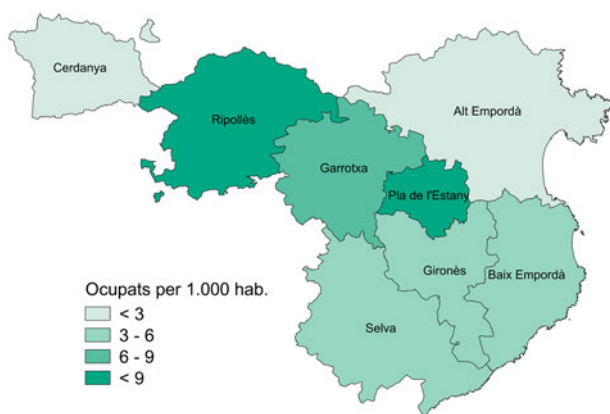 Cerdanya
Ripollès
Alt Empordà
Garrotxa
Pla de l'Estany
Gironès
Baix Empordà
Selva
Ocupats per 1.000 hab.
< 3
3 - 6
6 - 9
< 9